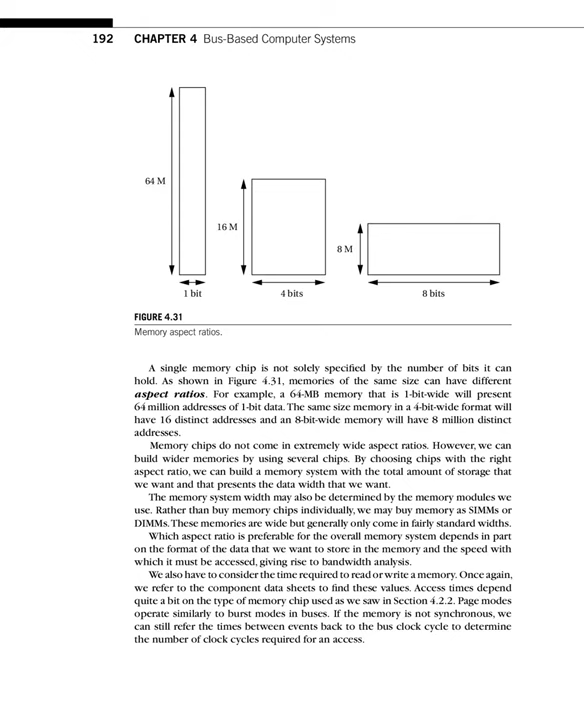 192 CHAPTER 4 Bus-Based Computer Systems
64 M
16 M
8 M
1 bit 4 bits 8 bits
FIGURE 4.31
Memory aspect ratios.
A single memory chip is not solely specified by the number of bits it can
hold. As shown in Figure 4.31, memories of the same size can have different
aspect ratios. For example, a 64-MB memory that is 1-bit-wide will present
64 million addresses of 1-bit data. The same size memory in a 4-bit-wide format will
have 16 distinct addresses and an 8-bit-wide memory will have 8 million distinct
addresses.
Memory chips do not come in extremely wide aspect ratios. However, we can
build wider memories by using several chips. By choosing chips with the right
aspect ratio, we can build a memory system with the total amount of storage that
we want and that presents the data width that we want.
The memory system width may also be determined by the memory modules we
use. Rather than buy memory chips individually, we may buy memory as SIMMs or
DIMMs. These memories are wide but generally only come in fairly standard widths.
Which aspect ratio is preferable for the overall memory system depends in part
on the format of the data that we want to store in the memory and the speed with
which it must be accessed, giving rise to bandwidth analysis.
We also have to consider the time required to read or write a memory. Once again,
we refer to the component data sheets to find these values. Access times depend
quite a bit on the type of memory chip used as we saw in Section 4.2.2. Page modes
operate similarly to burst modes in buses. If the memory is not synchronous, we
can still refer the times between events back to the bus clock cycle to determine
the number of clock cycles required for an access.